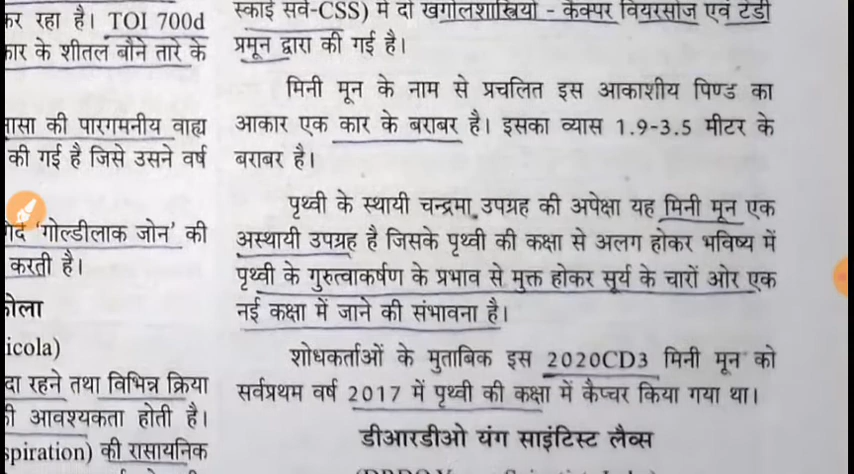 कर रहा है। TOI 700d
के शीतल बौने तारे के
की पारगमनीय वाह्य
की गई है जिसे उसने वर्ष
'गोल्डीलाक जोन' की
करती है।
icola)
रहने तथा विभिन्न क्रिया
आवश्यकता होती है।
spiration) की रासायनिक
स्काई सर्वे-CSS) में दो खगोलशास्त्रियों - कैक्पर वियरसोज एवं टेडी
प्रमून द्वारा की गई है।
मिनी मून के नाम से प्रचलित इस आकाशीय पिण्ड का
आकार एक कार के बराबर है। इसका व्यास 1.9-3.5 मीटर के
बराबर है।
पृथ्वी के स्थायी चन्द्रमा उपग्रह की अपेक्षा यह मिनी मून एक
अस्थायी उपग्रह है जिसके पृथ्वी की कक्षा से अलग होकर भविष्य में
पृथ्वी के गुरुत्वाकर्षण के प्रभाव से मुक्त होकर सूर्य के चारों ओर एक
नई कक्षा में जाने की संभावना है।
शोधकर्ताओं के मुताबिक इस 2020CD3 मिनी मून को
सर्वप्रथम वर्ष 2017 में पृथ्वी की कक्षा में कैप्चर किया गया था।
डीआरडीओ यंग साइंटिस्ट लैब्स